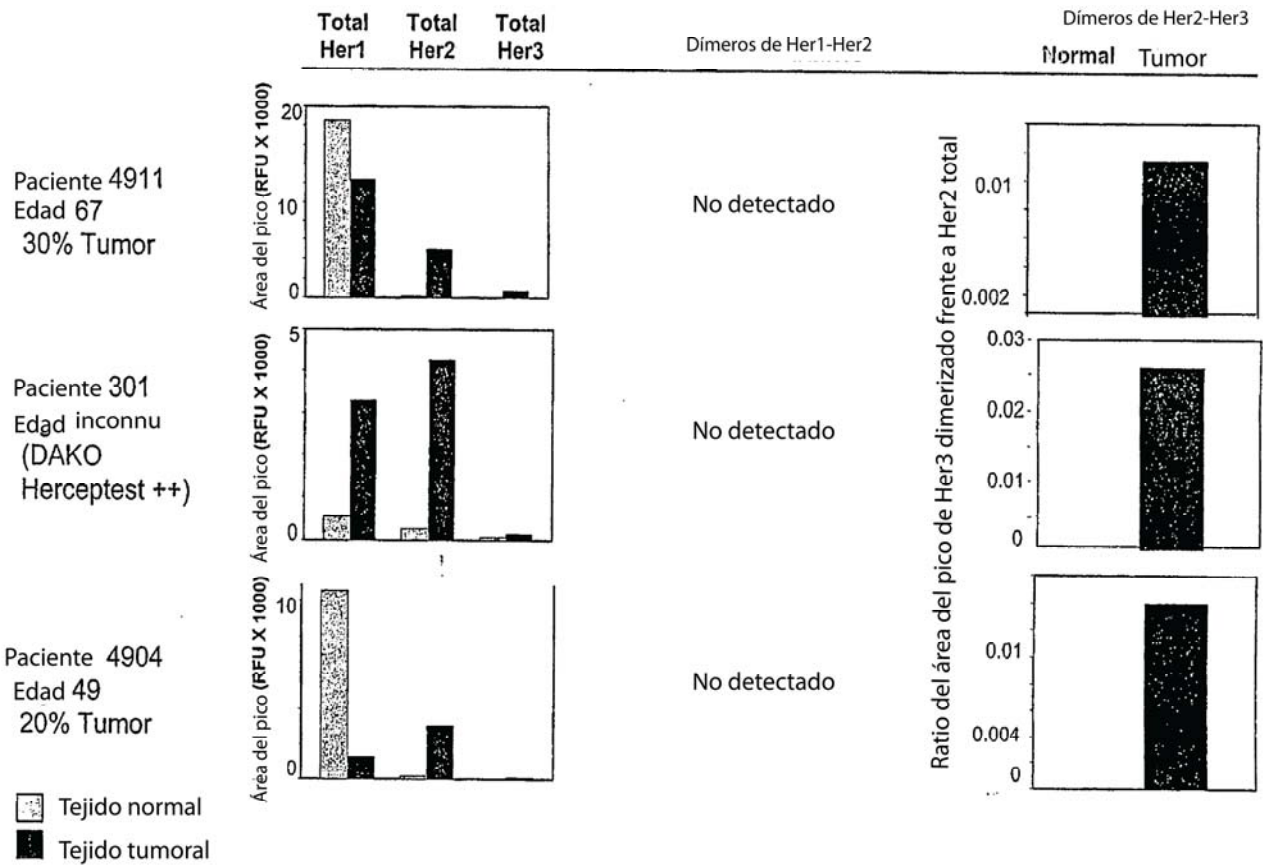 Total Her1
Total Her2
Total Her3
Dímeros de Her1-Her2
Dímeros de Her2-Her3
Normal Tumor
Paciente 4911
Edad 67
30% Tumor
Área del pico (RFU X 1000)
20
10
0
No detectado
Ratio del área del pico de Her3 dimerizado frente a Her2 total
0.01
0.002
Paciente 301
Edad inconnu
(DAKO
Herceptest ++)
Área del pico (RFU X 1000)
5
0
No detectado
0.03
0.02
0.01
0
Paciente 4904
Edad 49
20% Tumor
Área del pico (RFU X 1000)
10
0
No detectado
0.01
0.004
0
Tejido normal
Tejido tumoral